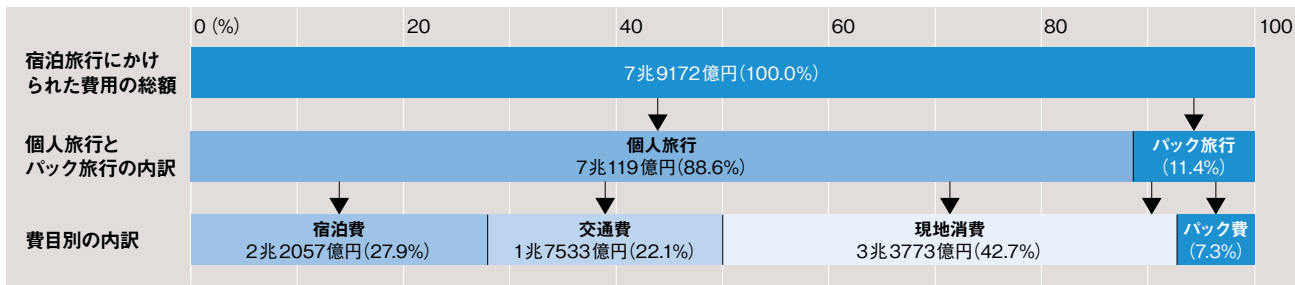 0 (%) 20 40 60 80 100
宿泊旅行にかけ
られた費用の総額
7兆9172億円(100.0%)
個人旅行と
パック旅行の内訳
個人旅行
7兆119億円(88.6%)
パック旅行
(11.4%)
費目別の内訳
宿泊費
2兆2057億円(27.9%)
交通費
1兆7533億円(22.1%)
現地消費
3兆3773億円(42.7%)
パック費
(7.3%)